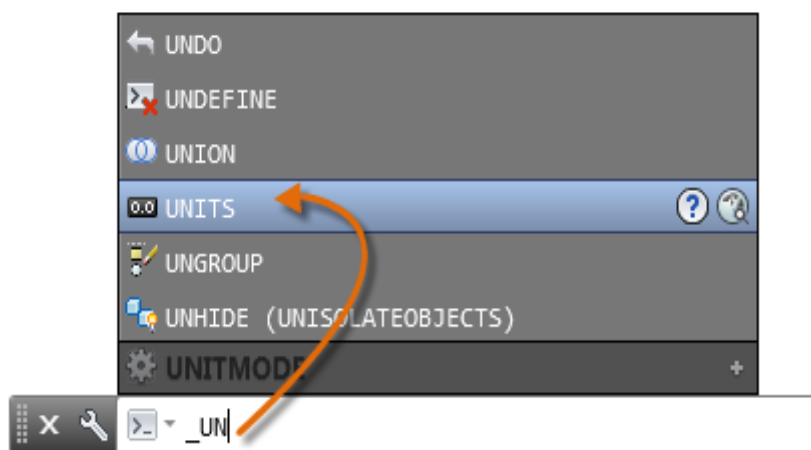 UNDO
UNDEFINE
UNION
0.0 UNITS ?
UNGROUP
UNHIDE (UNISOLATEOBJECTS)
UNITMODE +
_UN